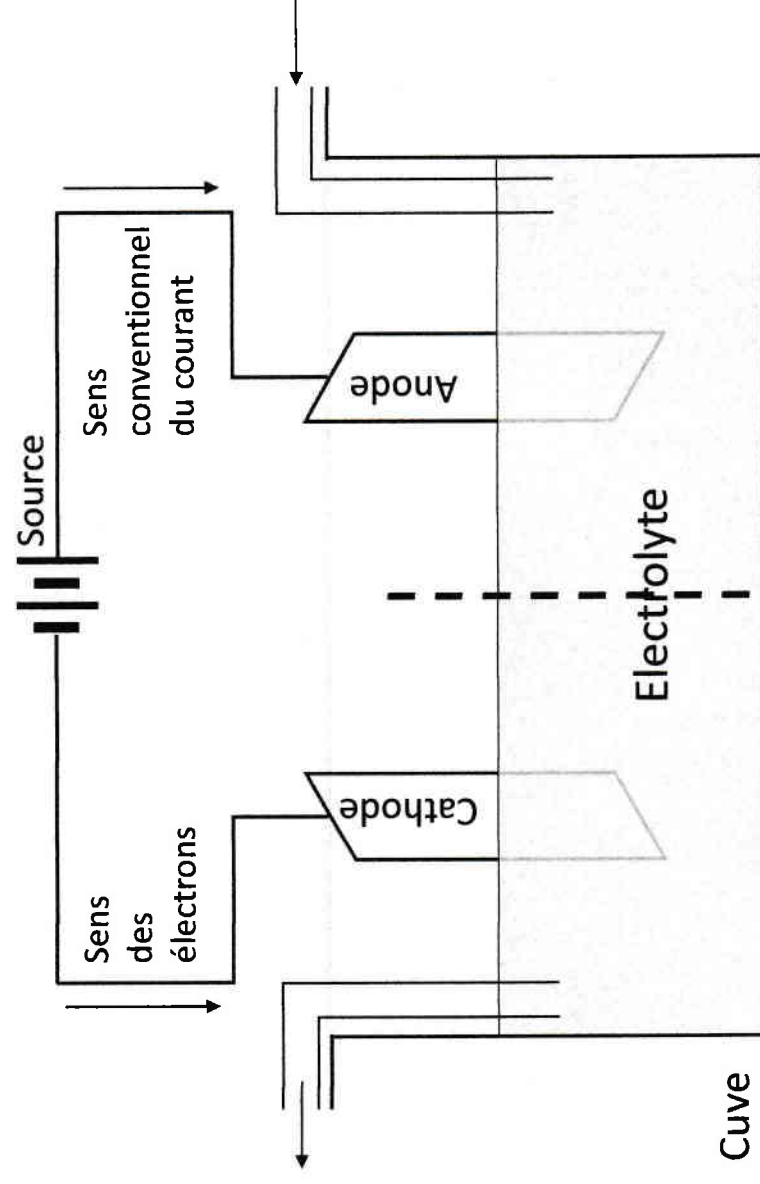 Source
Sens
conventionnel
du courant
Sens
des
électrons
Anode
Cathode
Electrolyte
Cuve